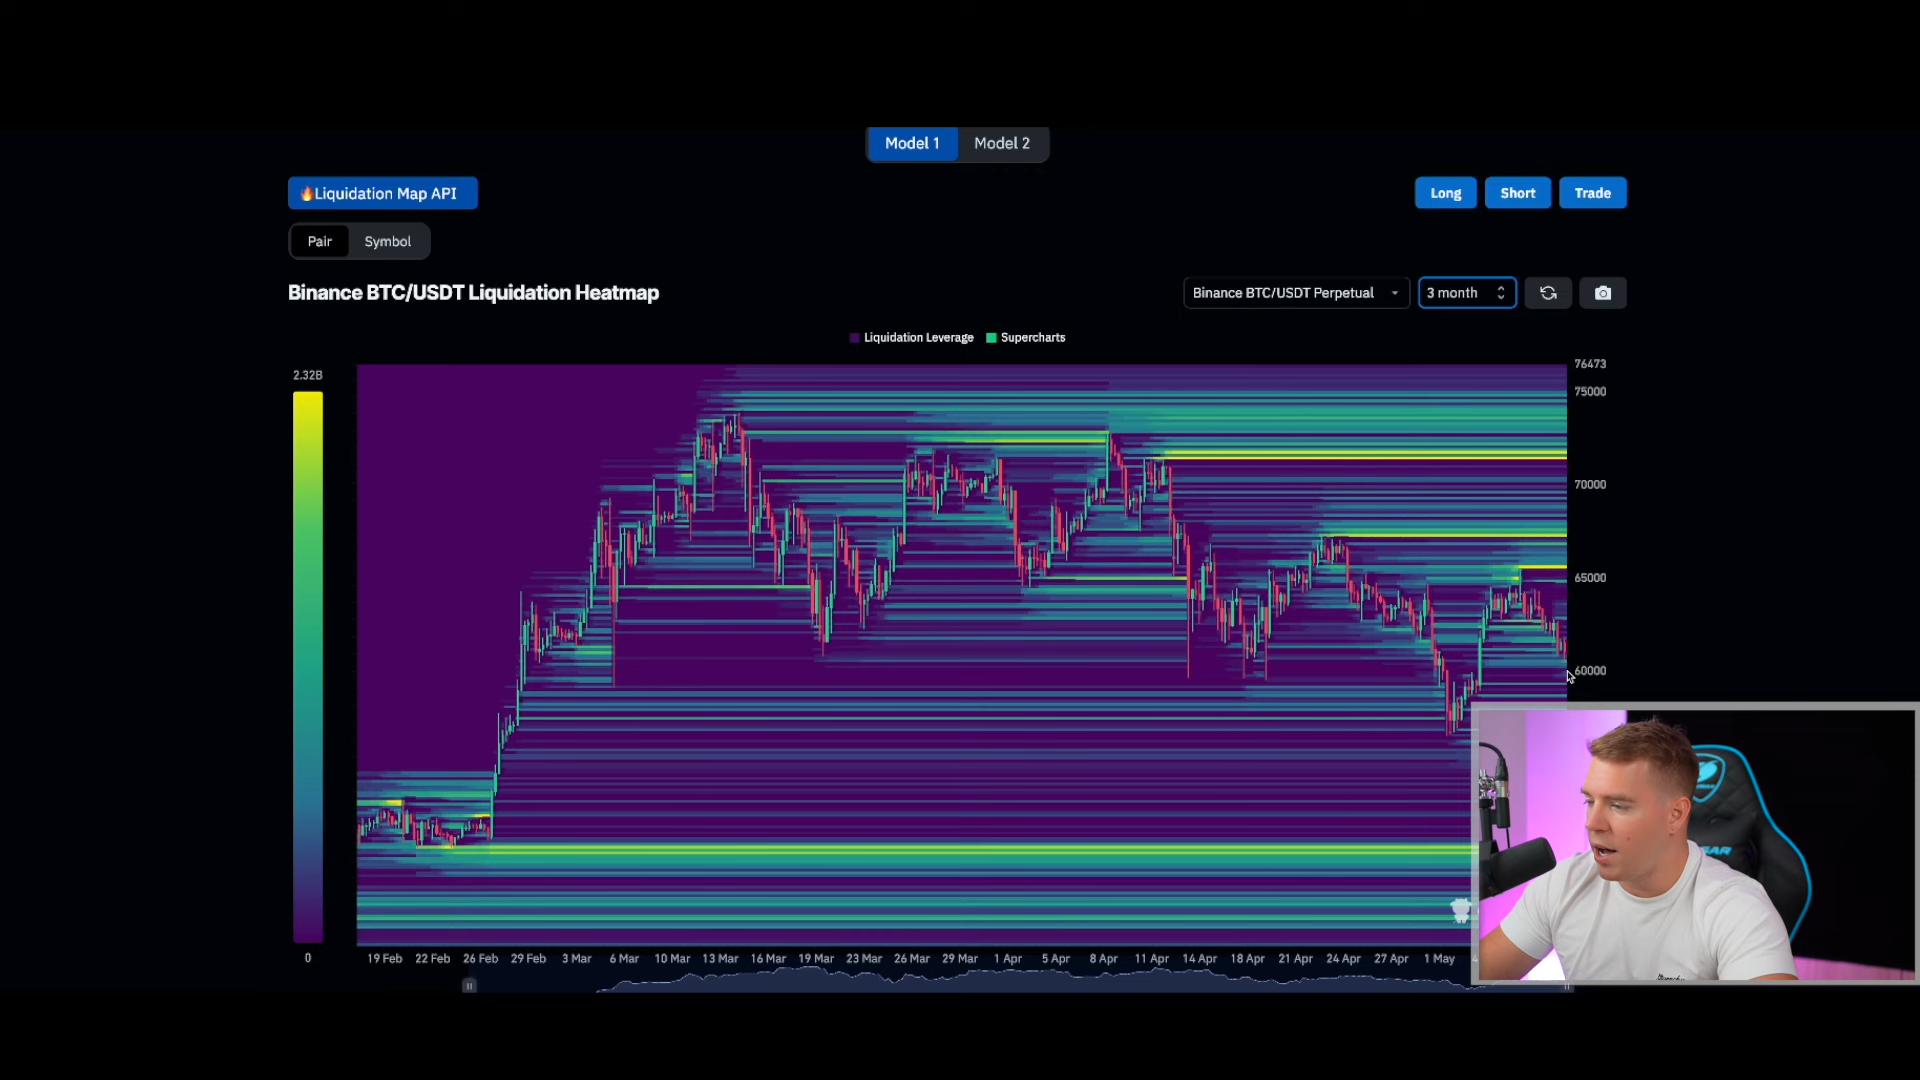 Model 1 Model 2
🔥Liquidation Map API
Long Short Trade
Pair Symbol
Binance BTC/USDT Liquidation Heatmap
Binance BTC/USDT Perpetual
3 month
Liquidation Leverage Supercharts
2.32B
76473
75000
70000
65000
60000
0
19 Feb 22 Feb 26 Feb 29 Feb 3 Mar 6 Mar 10 Mar 13 Mar 16 Mar 19 Mar 23 Mar 26 Mar 29 Mar 1 Apr 5 Apr 8 Apr 11 Apr 14 Apr 18 Apr 21 Apr 24 Apr 27 Apr 1 May